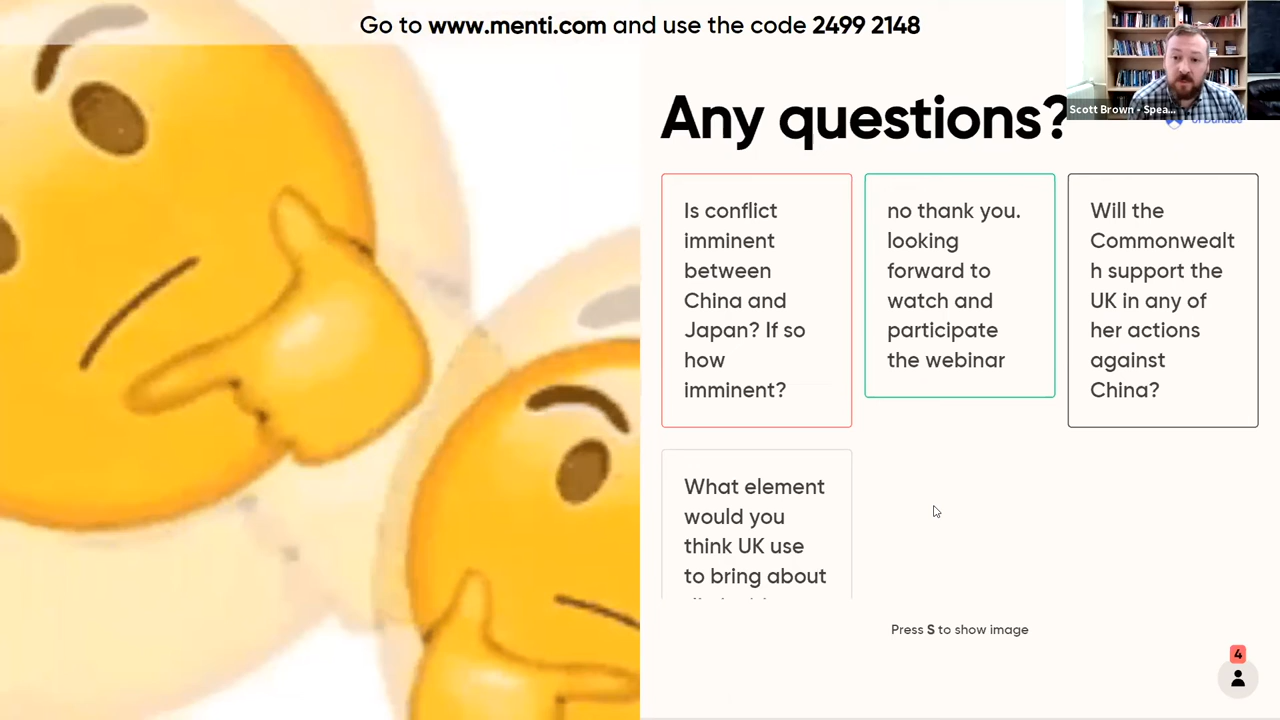 Go to www.menti.com and use the code 2499 2148
Scott Brown - Spea...
Any questions?
Is conflict
imminent
between
China and
Japan? If so
how
imminent?
no thank you.
looking
forward to
watch and
participate
the webinar
Will the
Commonwealt
h support the
UK in any of
her actions
against
China?
What element
would you
think UK use
to bring about
Press S to show image
4